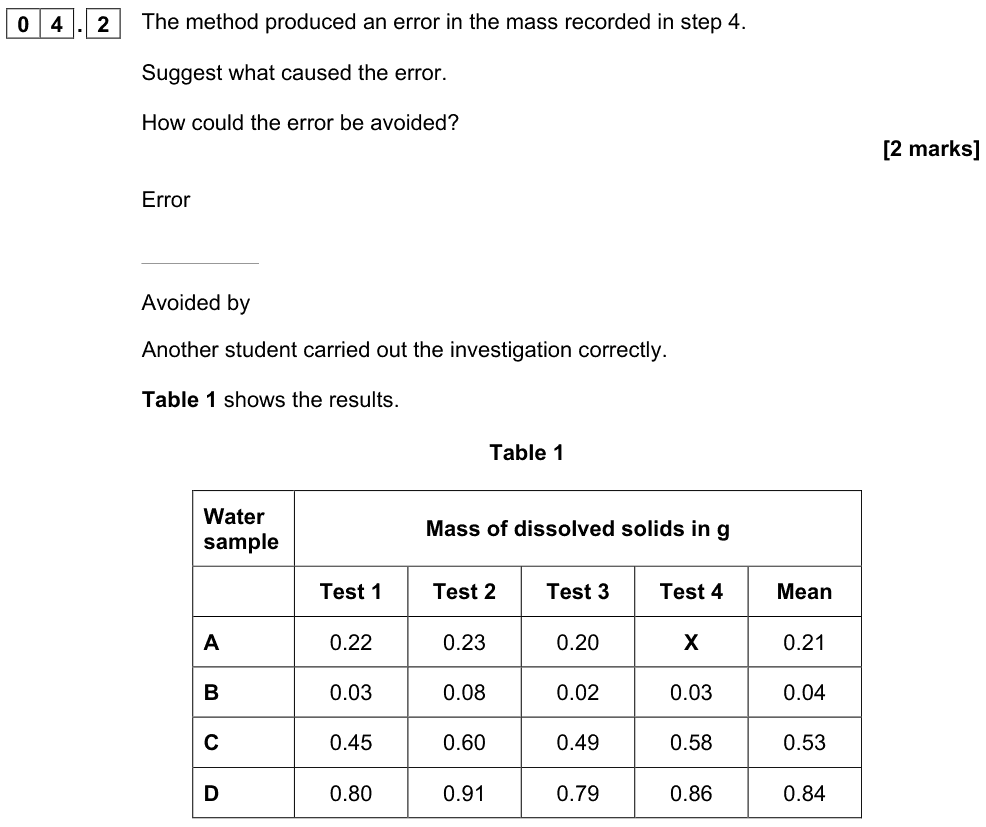 04.2 The method produced an error in the mass recorded in step 4.
Suggest what caused the error.
How could the error be avoided?
[2 marks]
Error
Avoided by
Another student carried out the investigation correctly.
Table 1 shows the results.
Table 1
Water sample Mass of dissolved solids in g
Test 1 Test 2 Test 3 Test 4 Mean
A 0.22 0.23 0.20 X 0.21
B 0.03 0.08 0.02 0.03 0.04
C 0.45 0.60 0.49 0.58 0.53
D 0.80 0.91 0.79 0.86 0.84